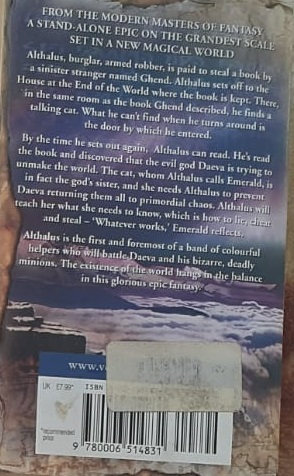 FROM THE MODERN MASTERS OF FANTASY
A STAND-ALONE EPIC ON THE GRANDEST SCALE
SET IN A NEW MAGICAL WORLD
Althalus, burglar, armed robber, is paid to steal a book by
a sinister stranger named Ghend. Althalus sets off to the
House at the End of the World where the book is kept. There,
in the same room as the book Ghend described, he finds a
talking cat. What he can't find when he turns around is
the door by which he entered.
By the time he sets out again, Althalus can read. He's read
the book and discovered that the evil god Daeva is trying to
unmake the world. The cat, whom Althalus calls Emerald, is
in fact the god's sister, and she needs Althalus to prevent
Daeva returning them all to primordial chaos. Althalus will
teach her what she needs to know, which is how to lie, cheat
and steal – 'Whatever works,' Emerald reflects.
Althalus is the first and foremost of a band of colourful
helpers who will battle Daeva and his bizarre, deadly
minions. The existence of the world hangs in the balance
in this glorious epic fantasy.
WWW.
UK £7.99*
ISBN
*recommended
price
9 780006 514831